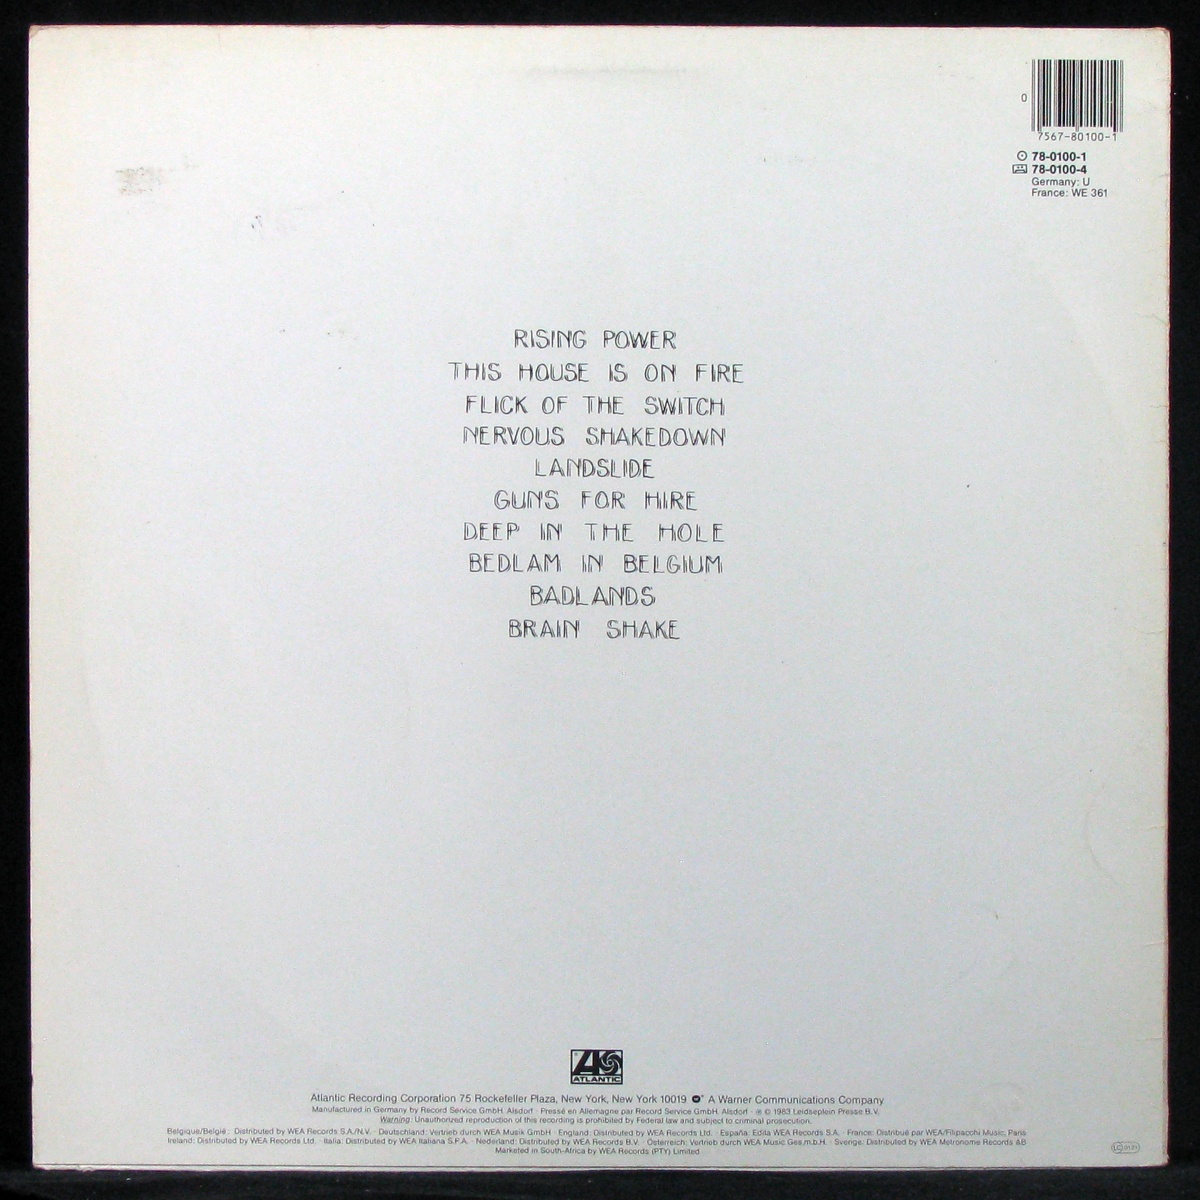 0
7567-80100-1
78-0100-1
78-0100-4
Germany: U
France: WE 361
RISING POWER
THIS HOUSE IS ON FIRE
FLICK OF THE SWITCH
NERVOUS SHAKEDOWN
LANDSLIDE
GUNS FOR HIRE
DEEP IN THE HOLE
BEDLAM IN BELGIUM
BADLANDS
BRAIN SHAKE
ATLANTIC
Atlantic Recording Corporation 75 Rockefeller Plaza, New York, New York 10019 A Warner Communications Company
Manufactured in Germany by Record Service GmbH, Alsdorf · Pressé en Allemagne par Record Service GmbH, Alsdorf · ℗ © 1983 Leidseplein Presse B.V.
Warning: Unauthorized reproduction of this recording is prohibited by Federal law and subject to criminal prosecution.
Belgique/België: Distributed by WEA Records S.A./N.V. · Deutschland: Vertrieb durch WEA Musik GmbH · England: Distributed by WEA Records Ltd. · España: Edita WEA Records S.A. · France: Distribué par WEA/Filipacchi Music, Paris
Ireland: Distributed by WEA Records Ltd. · Italia: Distributed by WEA Italiana S.P.A. · Nederland: Distributed by WEA Records B.V. · Österreich: Vertrieb durch WEA Music Ges.m.b.H. · Sverige: Distributed by WEA Metronome Records AB
Marketed in South-Africa by WEA Records (PTY) Limited